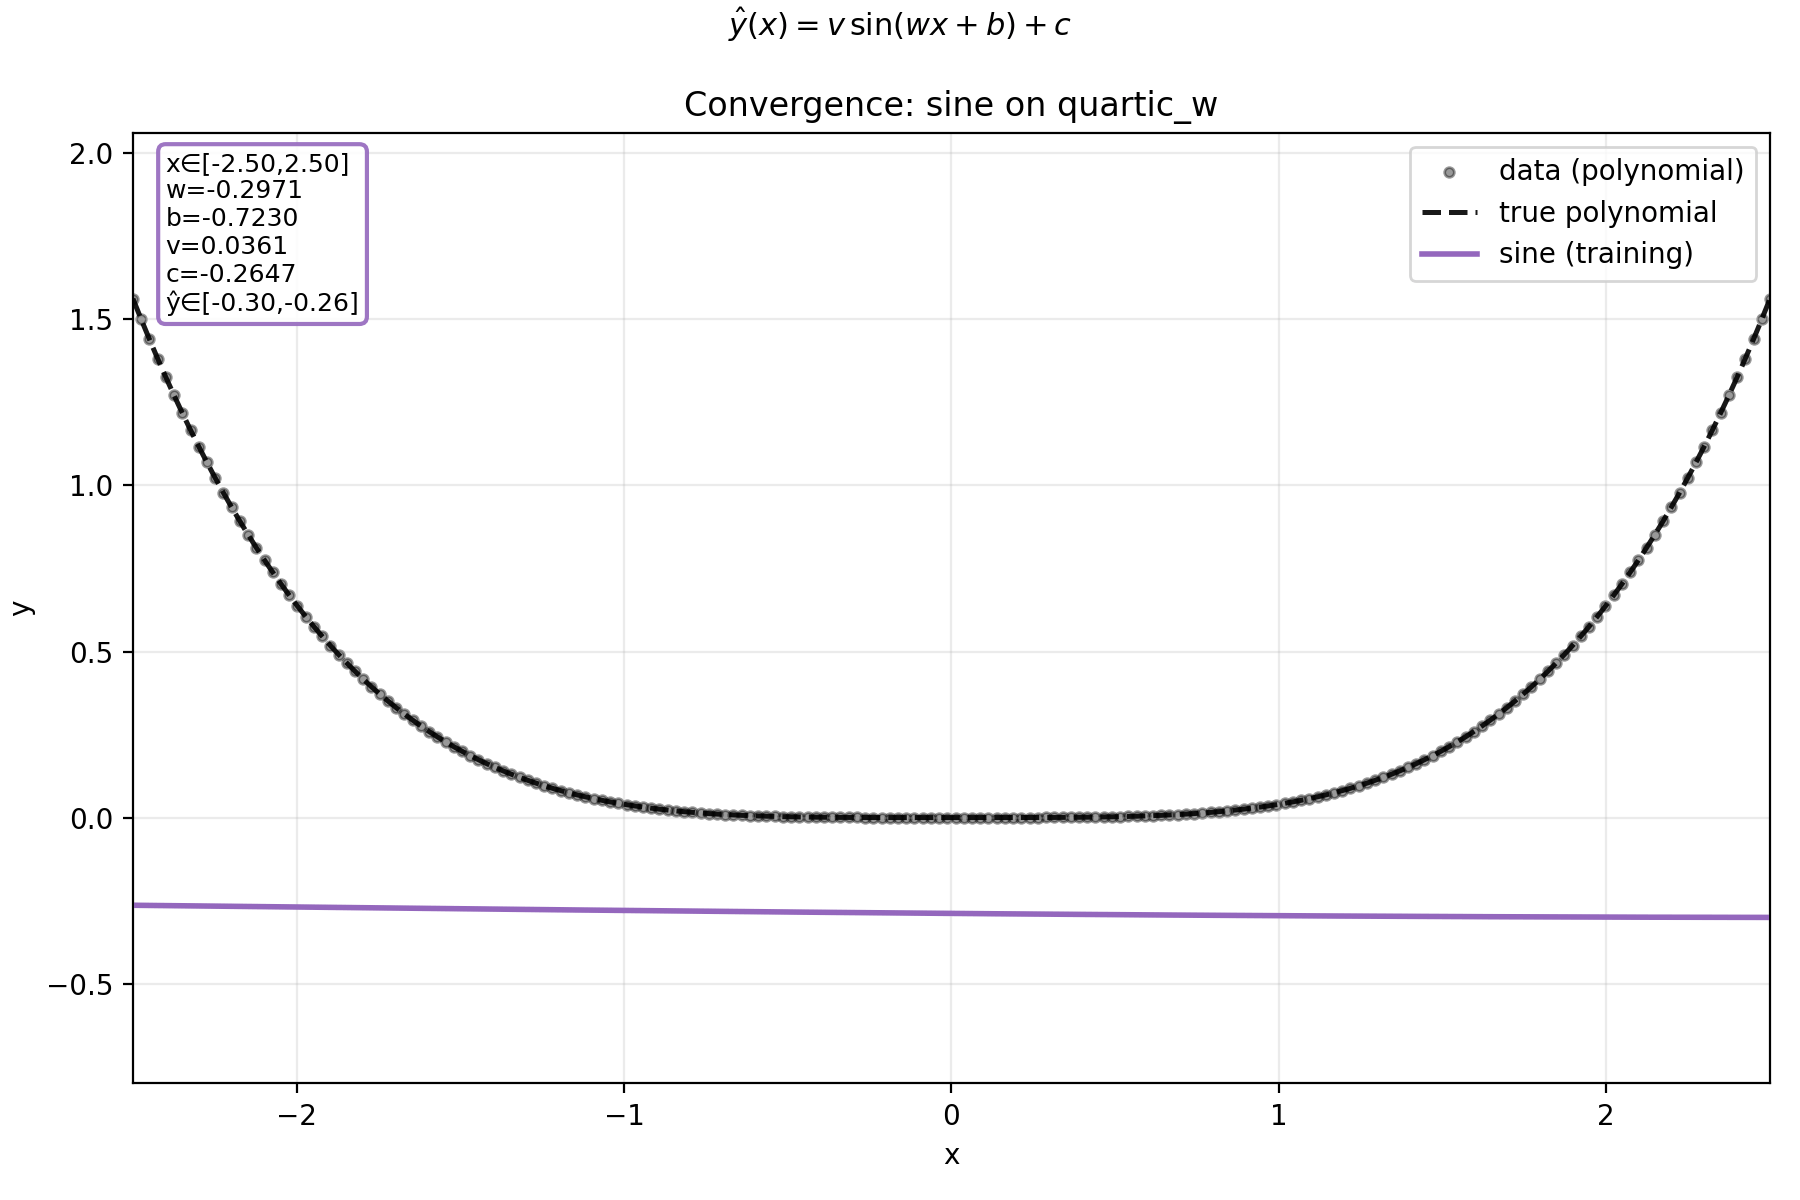 ŷ(x) = v sin(wx + b) + c
Convergence: sine on quartic_w
x∈[-2.50,2.50]
w=-0.2971
b=-0.7230
v=0.0361
c=-0.2647
ŷ∈[-0.30,-0.26]
data (polynomial)
true polynomial
sine (training)
2.0
1.5
1.0
0.5
0.0
−0.5
y
−2
−1
0
1
2
x